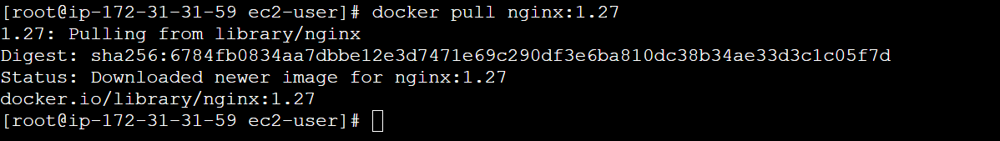 [root@ip-172-31-31-59 ec2-user]# docker pull nginx:1.27
1.27: Pulling from library/nginx
Digest: sha256:6784fb0834aa7dbbe12e3d7471e69c290df3e6ba810dc38b34ae33d3c1c05f7d
Status: Downloaded newer image for nginx:1.27
docker.io/library/nginx:1.27
[root@ip-172-31-31-59 ec2-user]#